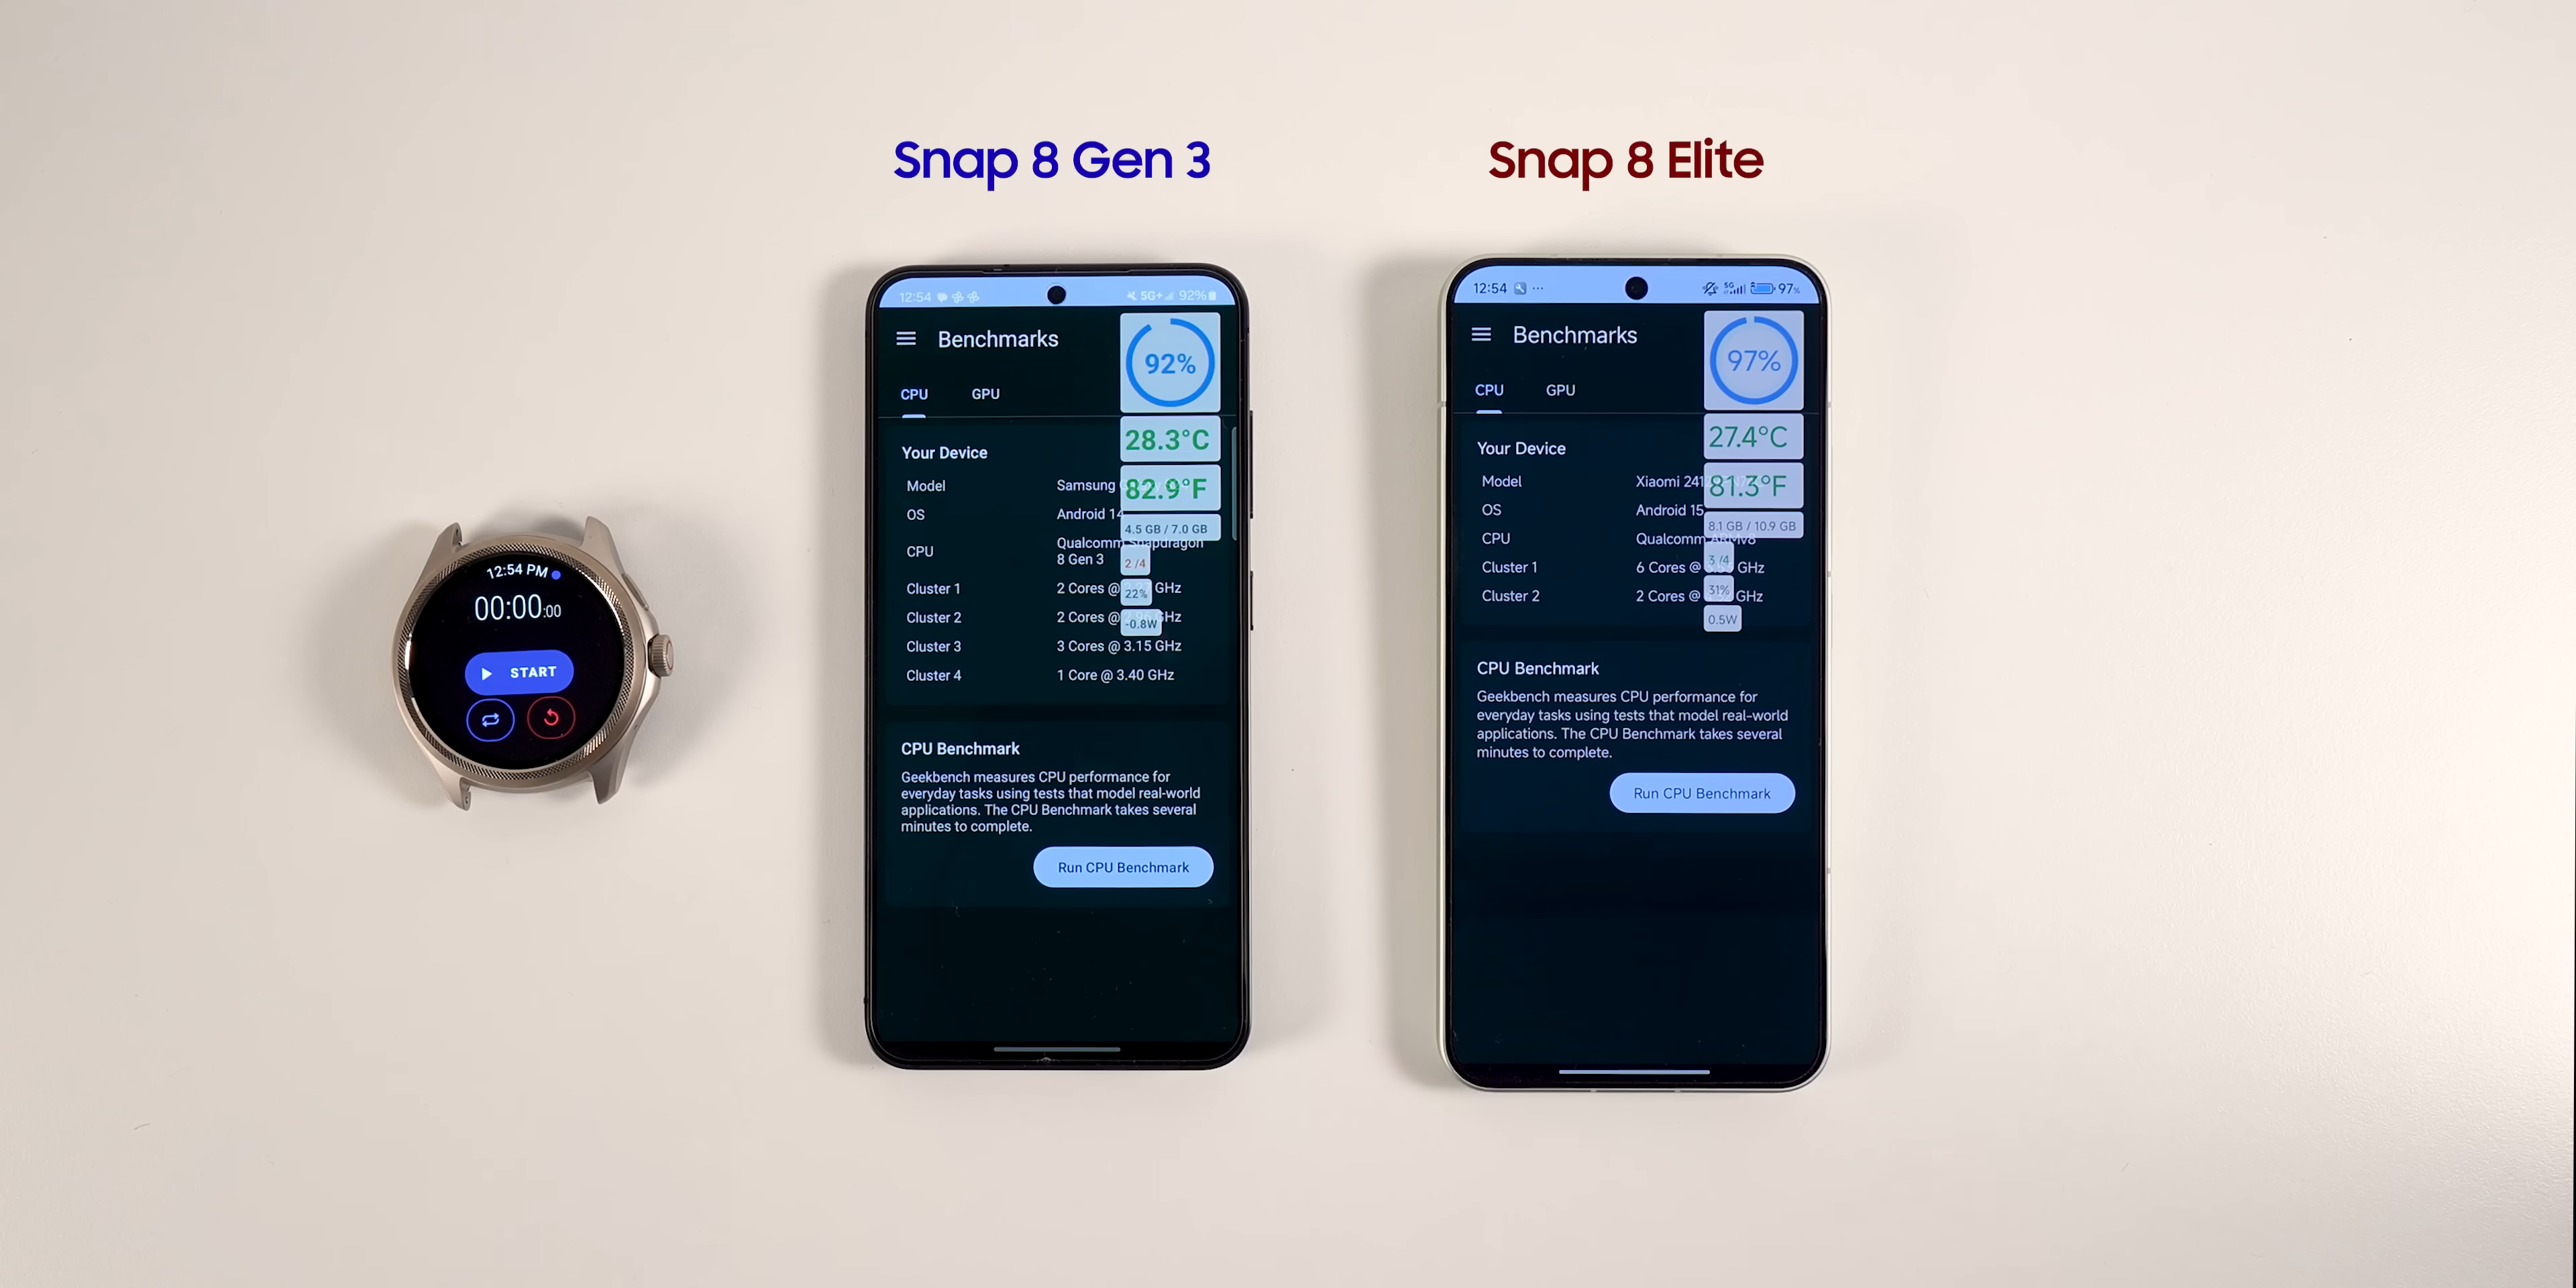 Snap 8 Gen 3
Snap 8 Elite
12:54 PM
00:00:00
START
12:54
5G+
92%
Benchmarks
92%
CPU
GPU
28.3°C
Your Device
82.9°F
Model
Samsung
OS
Android 14
4.5 GB / 7.0 GB
CPU
Qualcomm Snapdragon
8 Gen 3
2 /4
Cluster 1
2 Cores @
GHz
22%
Cluster 2
2 Cores @
GHz
-0.8W
Cluster 3
3 Cores @ 3.15 GHz
Cluster 4
1 Core @ 3.40 GHz
CPU Benchmark
Geekbench measures CPU performance for
everyday tasks using tests that model real-world
applications. The CPU Benchmark takes several
minutes to complete.
Run CPU Benchmark
12:54
5G
97%
Benchmarks
97%
CPU
GPU
27.4°C
Your Device
81.3°F
Model
Xiaomi
OS
Android 15
8.1 GB / 10.9 GB
CPU
Qualcomm ARMv8
3 /4
Cluster 1
6 Cores @
GHz
31%
Cluster 2
2 Cores @
GHz
0.5W
CPU Benchmark
Geekbench measures CPU performance for
everyday tasks using tests that model real-world
applications. The CPU Benchmark takes several
minutes to complete.
Run CPU Benchmark